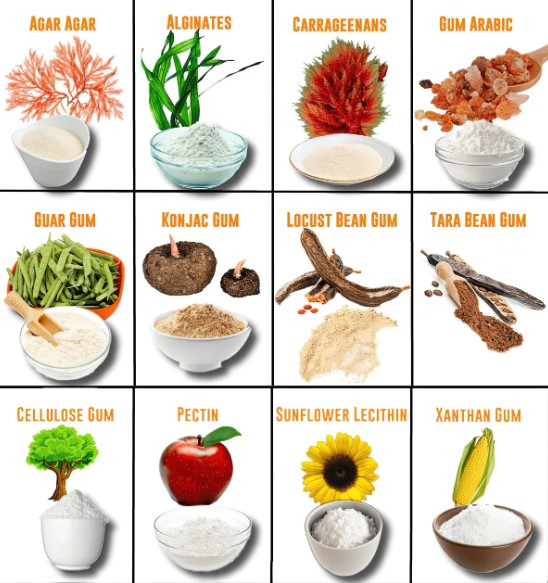 Agar Agar
Alginates
Carrageenans
Gum Arabic
Guar Gum
Konjac Gum
Locust Bean Gum
Tara Bean Gum
Cellulose Gum
Pectin
Sunflower Lecithin
Xanthan Gum